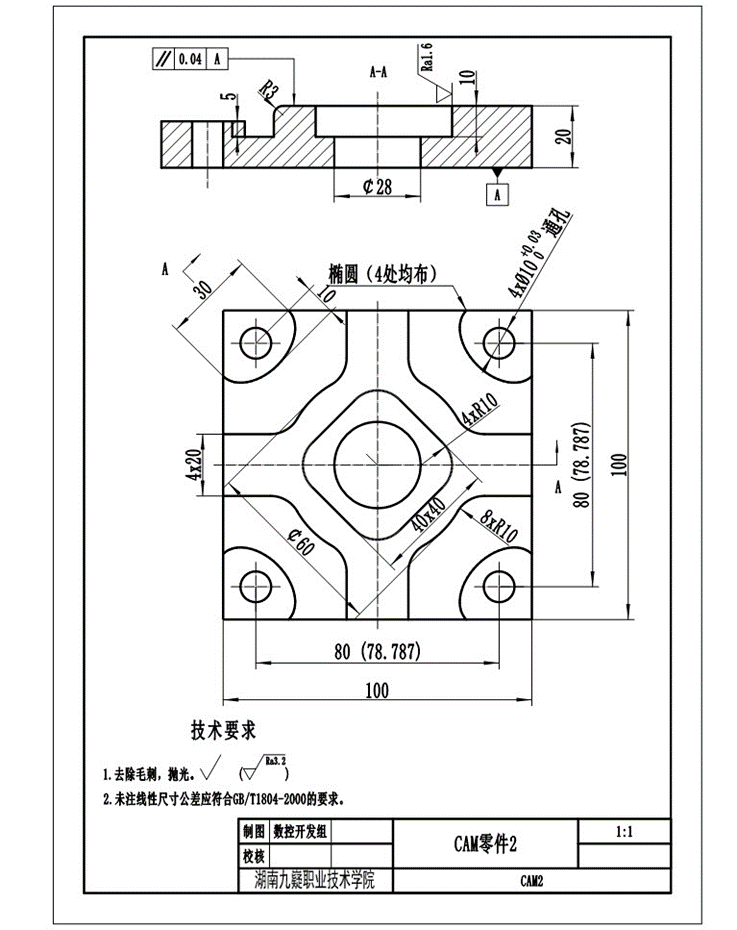 // 0.04 A
A-A
Ra1.6
10
5
R3
20
¢28
A
4xØ10 +0.03 0 通孔
A
30
10
椭圆（4处均布）
4xR10
4x20
80 (78.787)
100
A
40x40
8xR10
¢60
80 (78.787)
100
技术要求
1.去除毛刺，抛光。 ( Ra3.2 )
2.未注线性尺寸公差应符合GB/T1804-2000的要求。
制图 数控开发组 CAM零件2 1:1
校核
湖南九嶷职业技术学院 CAM2